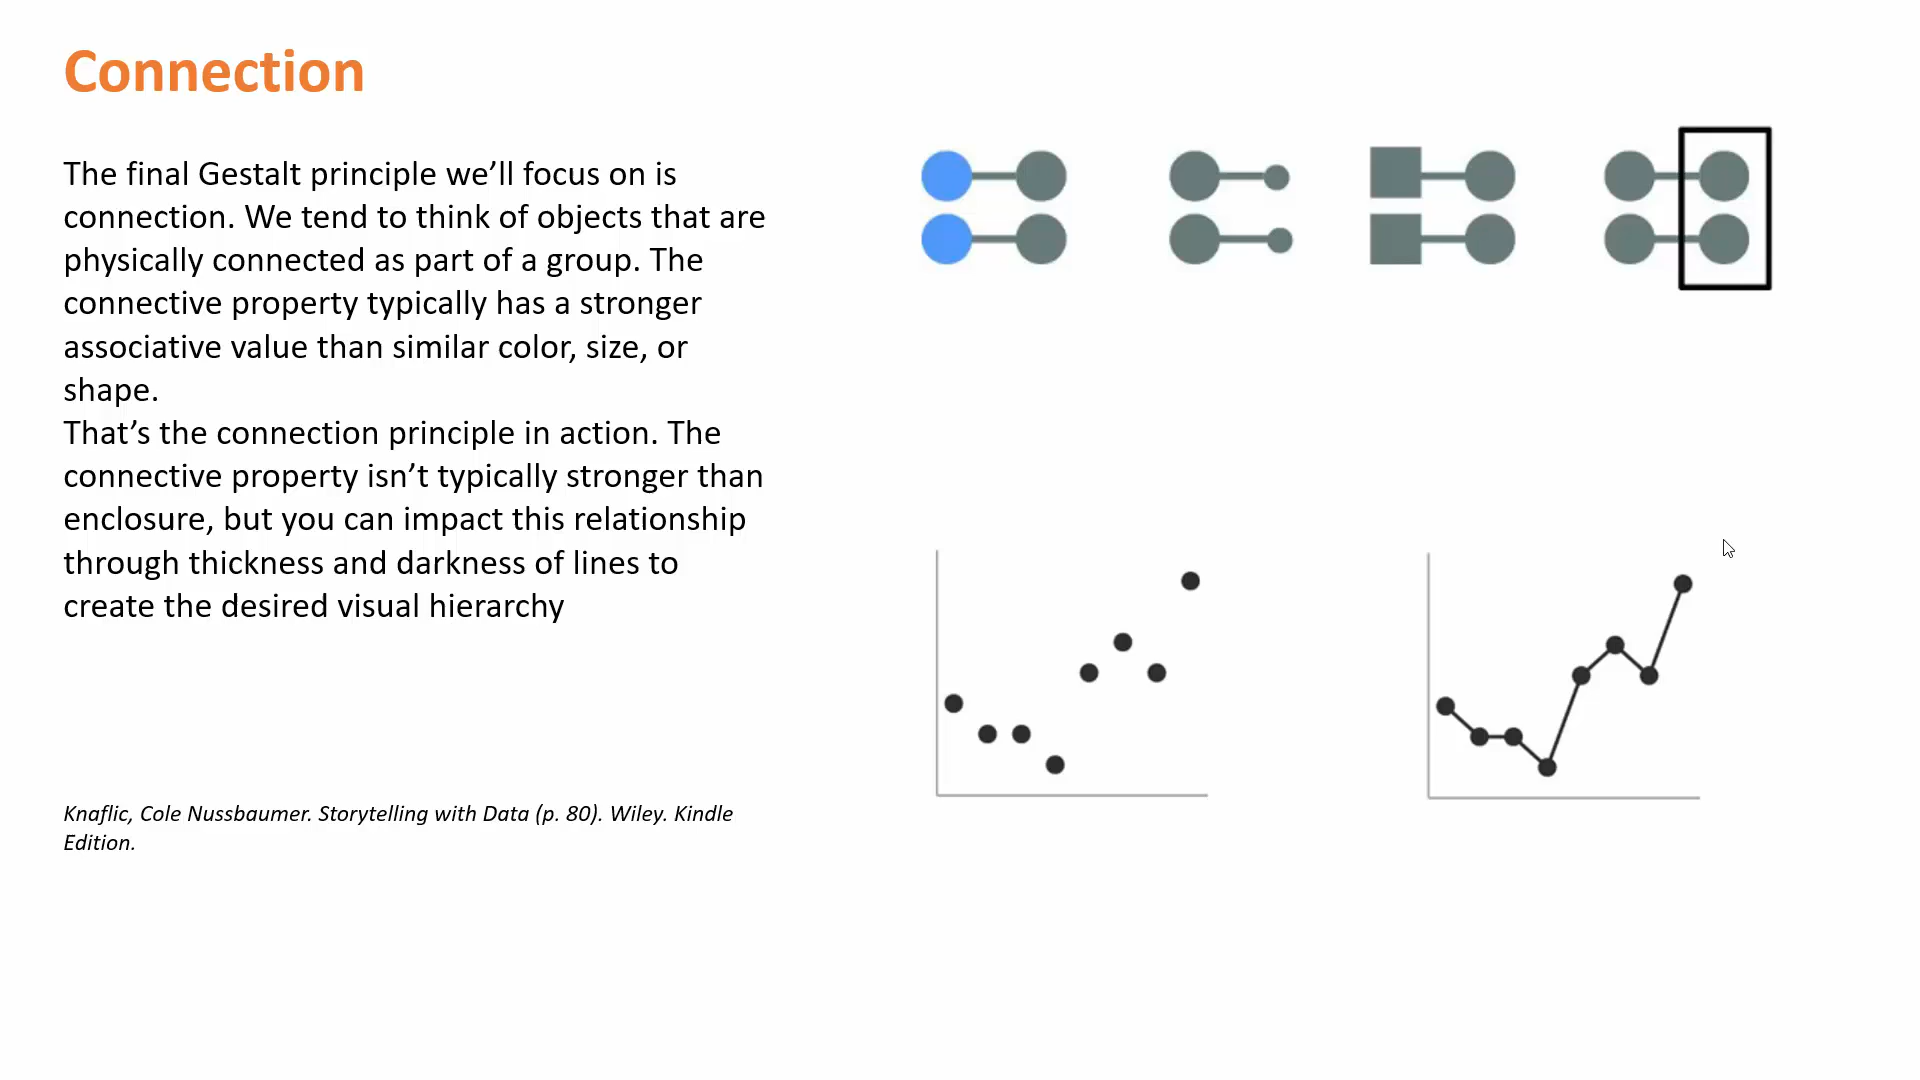 Connection
The final Gestalt principle we’ll focus on is
connection. We tend to think of objects that are
physically connected as part of a group. The
connective property typically has a stronger
associative value than similar color, size, or
shape.
That’s the connection principle in action. The
connective property isn’t typically stronger than
enclosure, but you can impact this relationship
through thickness and darkness of lines to
create the desired visual hierarchy
Knaflic, Cole Nussbaumer. Storytelling with Data (p. 80). Wiley. Kindle
Edition.